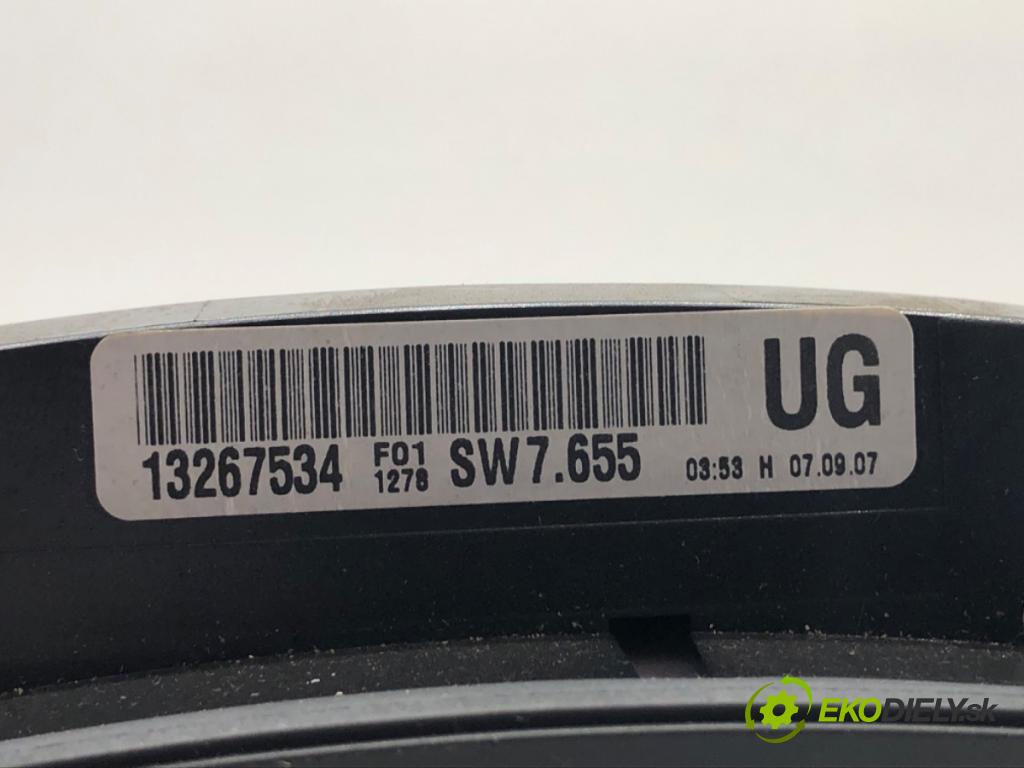 UG
13267534 F01 1278 SW7.655 03:53 H 07.09.07
EKODIELY.sk